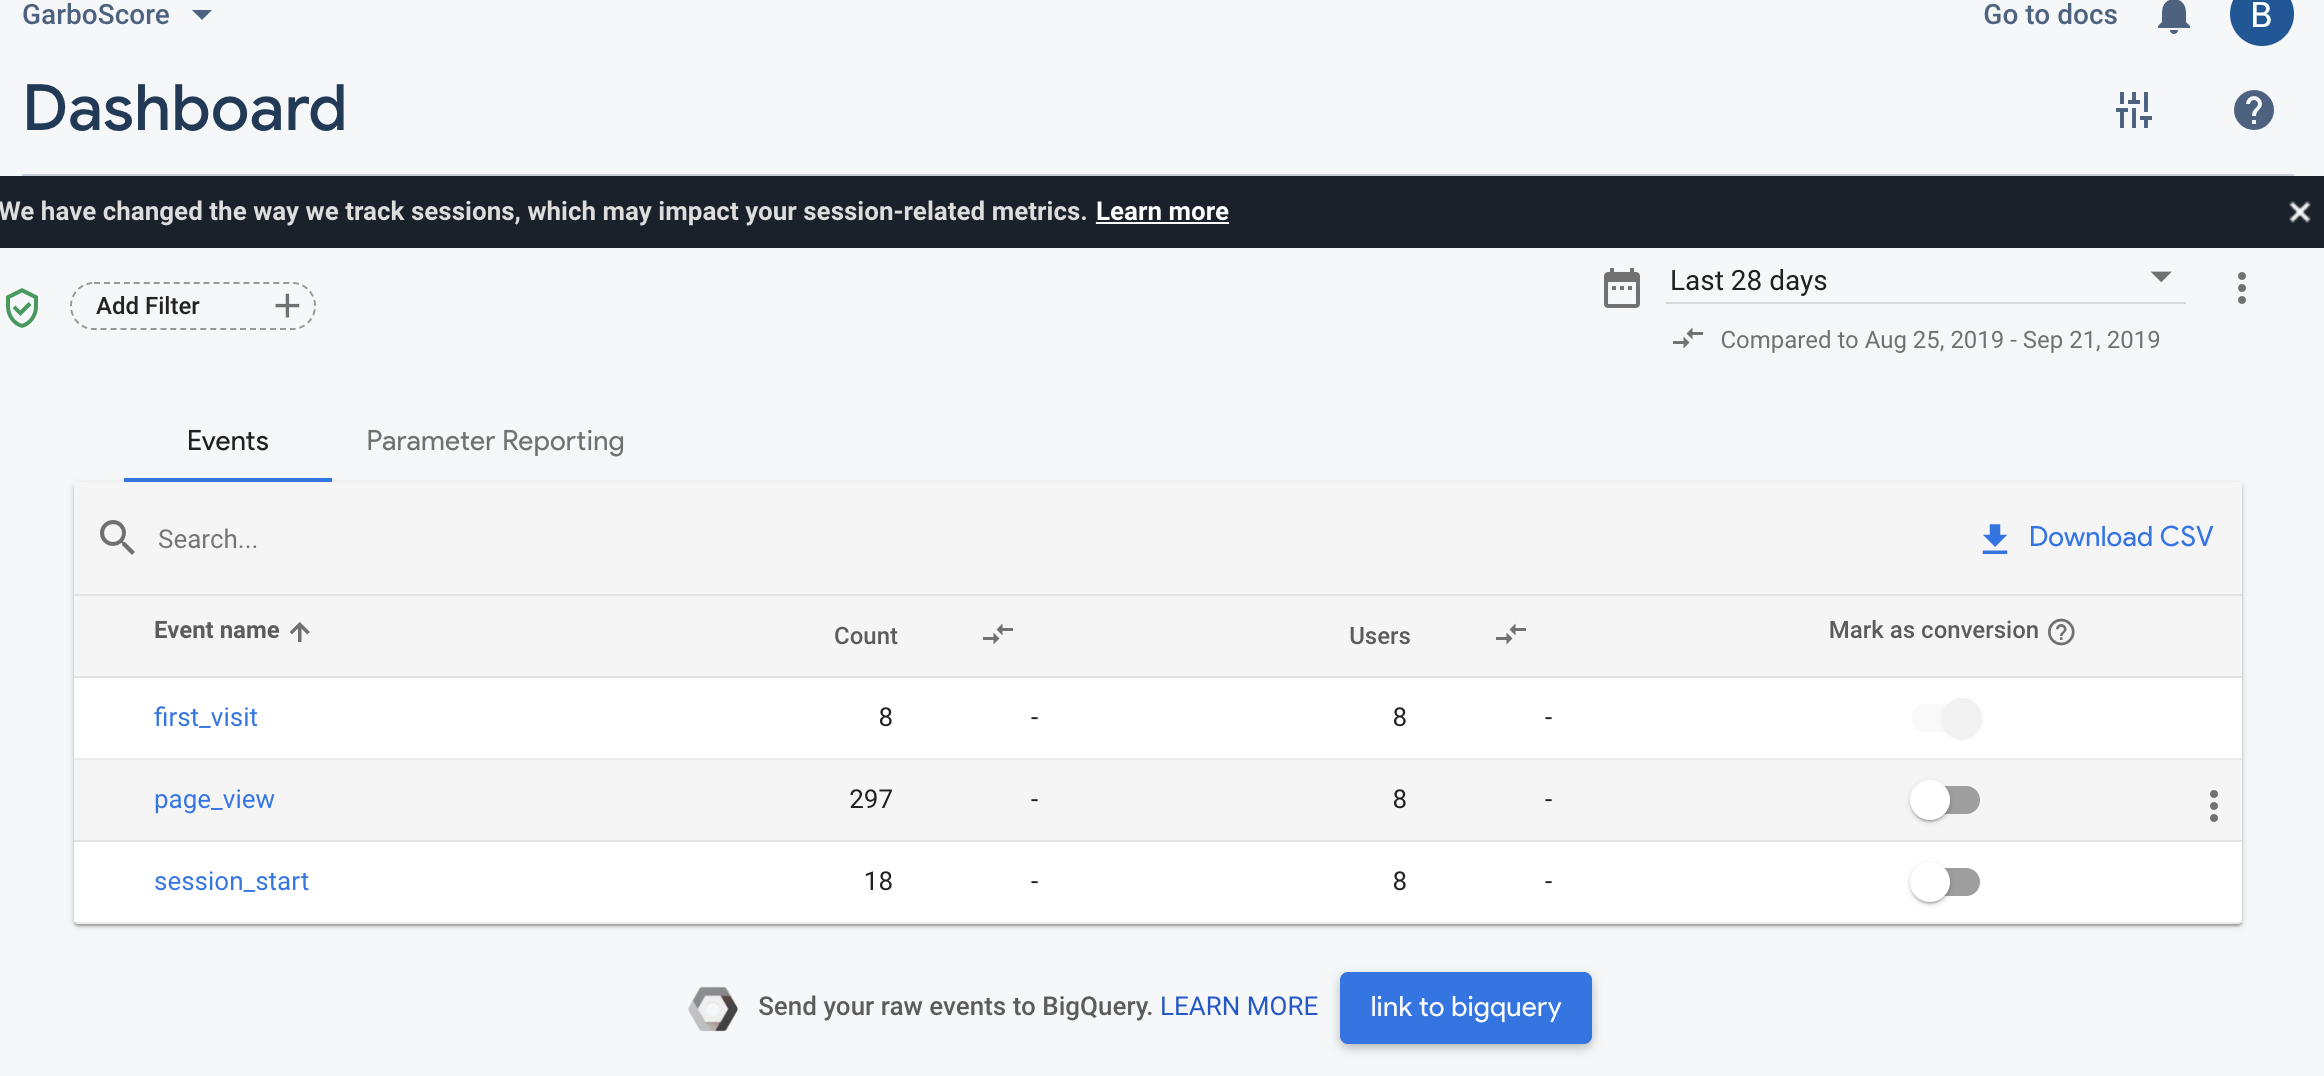 GarboScore
Go to docs
B
Dashboard
We have changed the way we track sessions, which may impact your session-related metrics. Learn more
Add Filter
Last 28 days
Compared to Aug 25, 2019 - Sep 21, 2019
Events
Parameter Reporting
Search...
Download CSV
Event name
Count
Users
Mark as conversion
first_visit 8 - 8 -
page_view 297 - 8 -
session_start 18 - 8 -
Send your raw events to BigQuery. LEARN MORE
link to bigquery